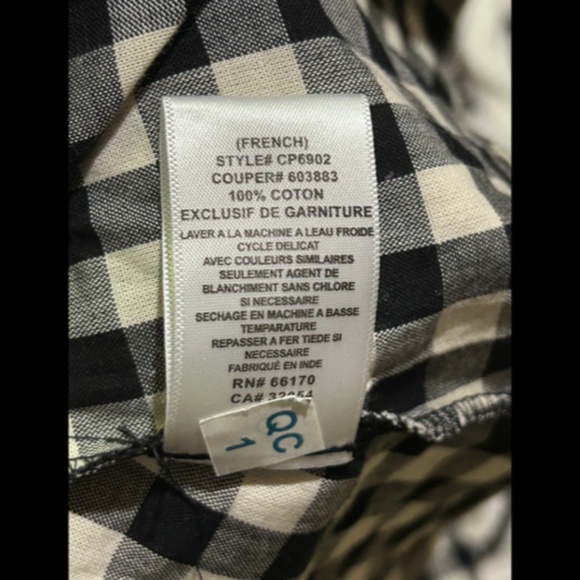 (FRENCH)
STYLE# CP6902
COUPER# 603883
100% COTON
EXCLUSIF DE GARNITURE
LAVER A LA MACHINE A LEAU FROIDE
CYCLE DELICAT
AVEC COULEURS SIMILAIRES
SEULEMENT AGENT DE
BLANCHIMENT SANS CHLORE
SI NECESSAIRE
SECHAGE EN MACHINE A BASSE
TEMPARATURE
REPASSER A FER TIEDE SI
NECESSAIRE
FABRIQUÉ EN INDE
RN# 66170
CA#
QC
1